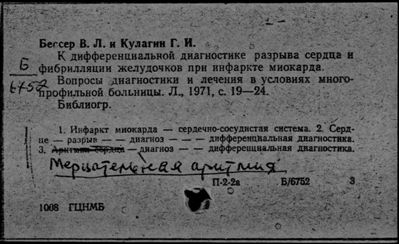 Бессер В. Л. и Кулагин Г. И.
К дифференциальной диагностике разрыва сердца и
фибрилляции желудочков при инфаркте миокарда.
Б
6752
Вопросы диагностики и лечения в условиях много-
профильной больницы. Л., 1971, с. 19—24.
Библиогр.
1. Инфаркт миокарда — сердечно-сосудистая система. 2. Серд-
це — разрыв — — диагноз — — дифференциальная диагностика.
3. Аритмия сердца — диагноз — — дифференциальная диагностика.
Мерцательная аритмия
П-2-2а Б/6752 3
1008 ГЦНМБ